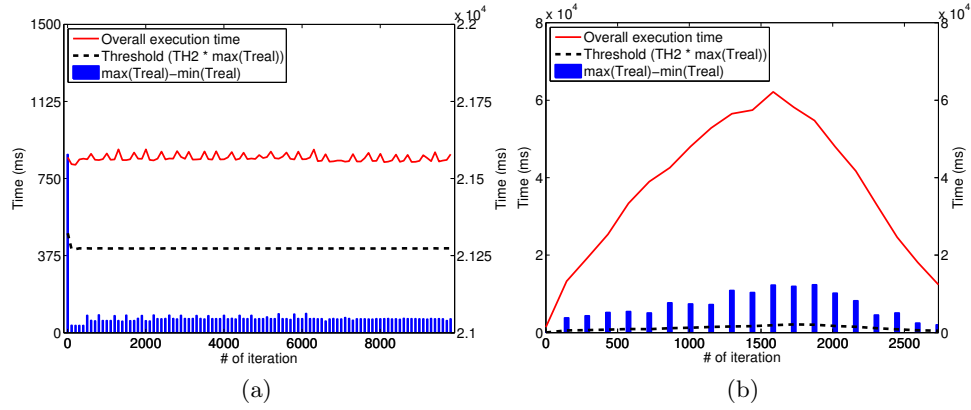 x 10^4
1500
2.2
Overall execution time
Threshold (TH2 * max(Treal))
max(Treal)−min(Treal)
1125
2.175
750
2.15
375
2.125
0
2.1
0 2000 4000 6000 8000
Time (ms)
Time (ms)
# of iteration
(a)
x 10^4
x 10^4
8
8
Overall execution time
Threshold (TH2 * max(Treal))
max(Treal)−min(Treal)
6
6
4
4
2
2
0
0
0 500 1000 1500 2000 2500
Time (ms)
Time (ms)
# of iteration
(b)